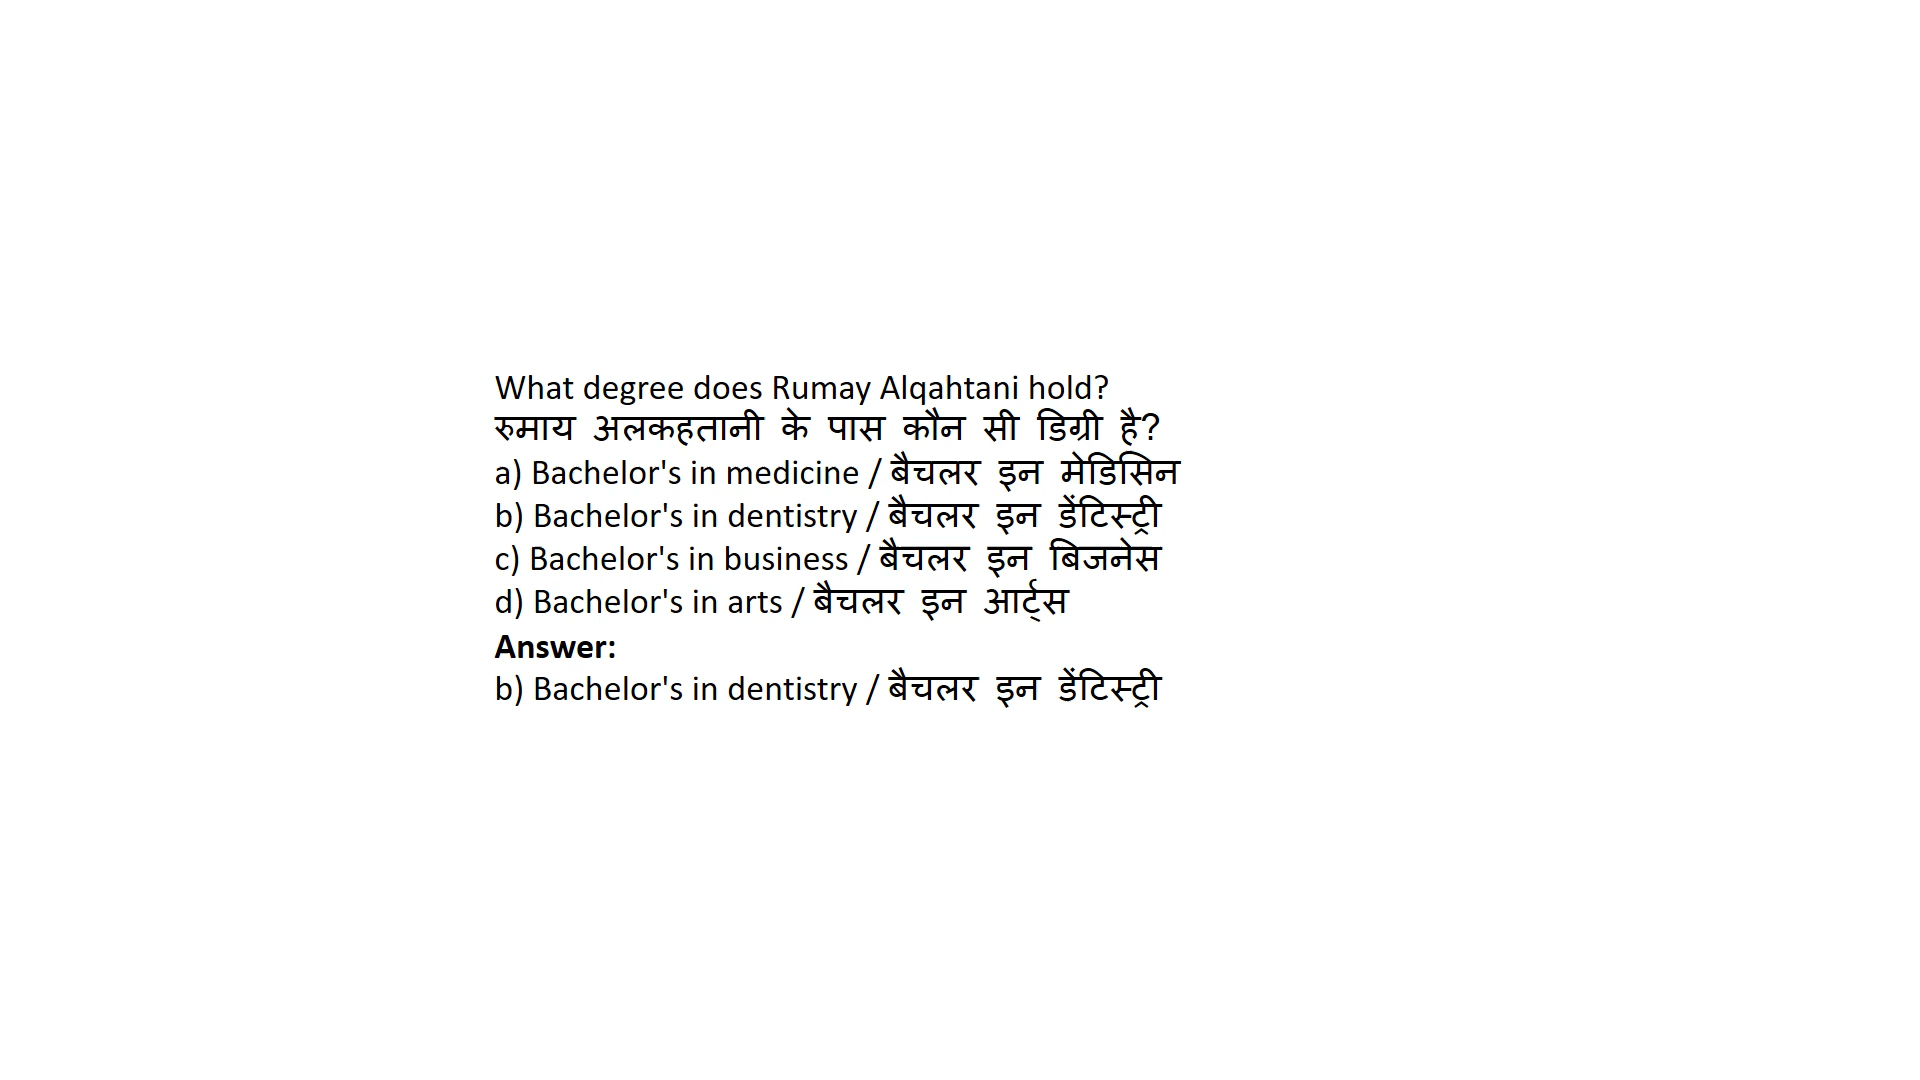 What degree does Rumay Alqahtani hold?
रुमाय अलकहतानी के पास कौन सी डिग्री है?
a) Bachelor's in medicine / बैचलर इन मेडिसिन
b) Bachelor's in dentistry / बैचलर इन डेंटिस्ट्री
c) Bachelor's in business / बैचलर इन बिजनेस
d) Bachelor's in arts / बैचलर इन आर्ट्स
Answer:
b) Bachelor's in dentistry / बैचलर इन डेंटिस्ट्री